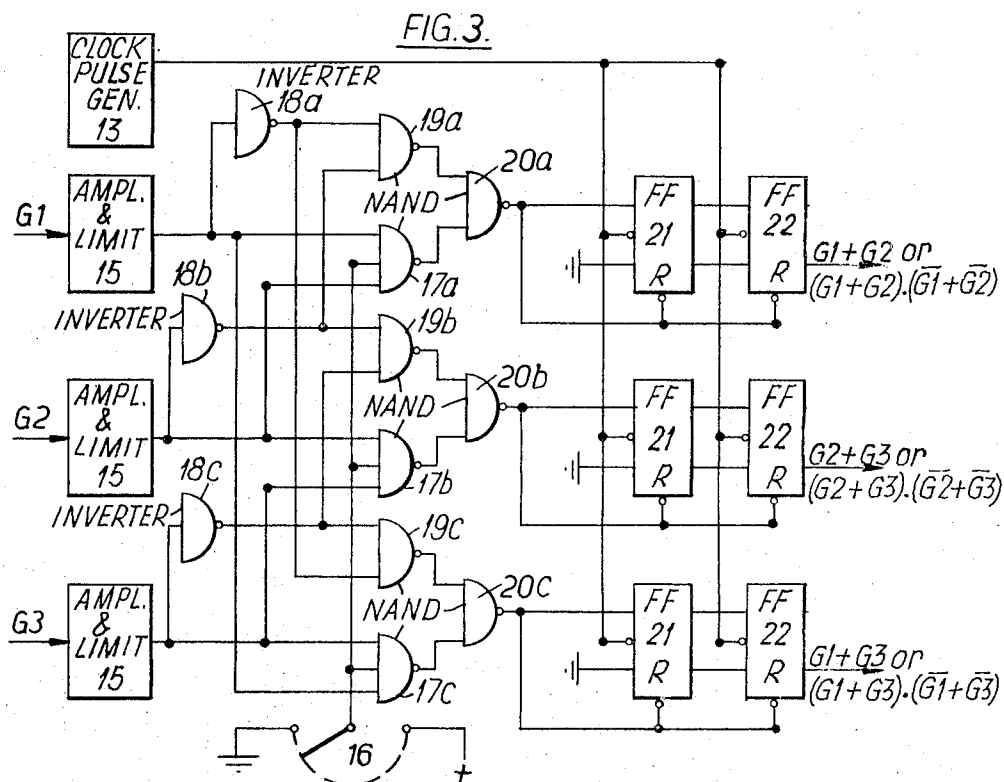 FIG. 3.
CLOCK
PULSE
GEN.
13
INVERTER
18a
19a
20a
AMPL.
&
LIMIT
15
G1
NAND
17a
FF
21
R
FF
22
R
G1+G2 or
(G1+G2).(G̅1̅+G̅2̅)
18b
INVERTER
19b
20b
AMPL.
&
LIMIT
15
G2
NAND
17b
FF
21
R
FF
22
R
G2+G3 or
(G2+G3).(G̅2̅+G̅3̅)
18c
INVERTER
19c
20c
AMPL.
&
LIMIT
15
G3
NAND
17c
FF
21
R
FF
22
R
G1+G3 or
(G1+G3).(G̅1̅+G̅3̅)
16
+